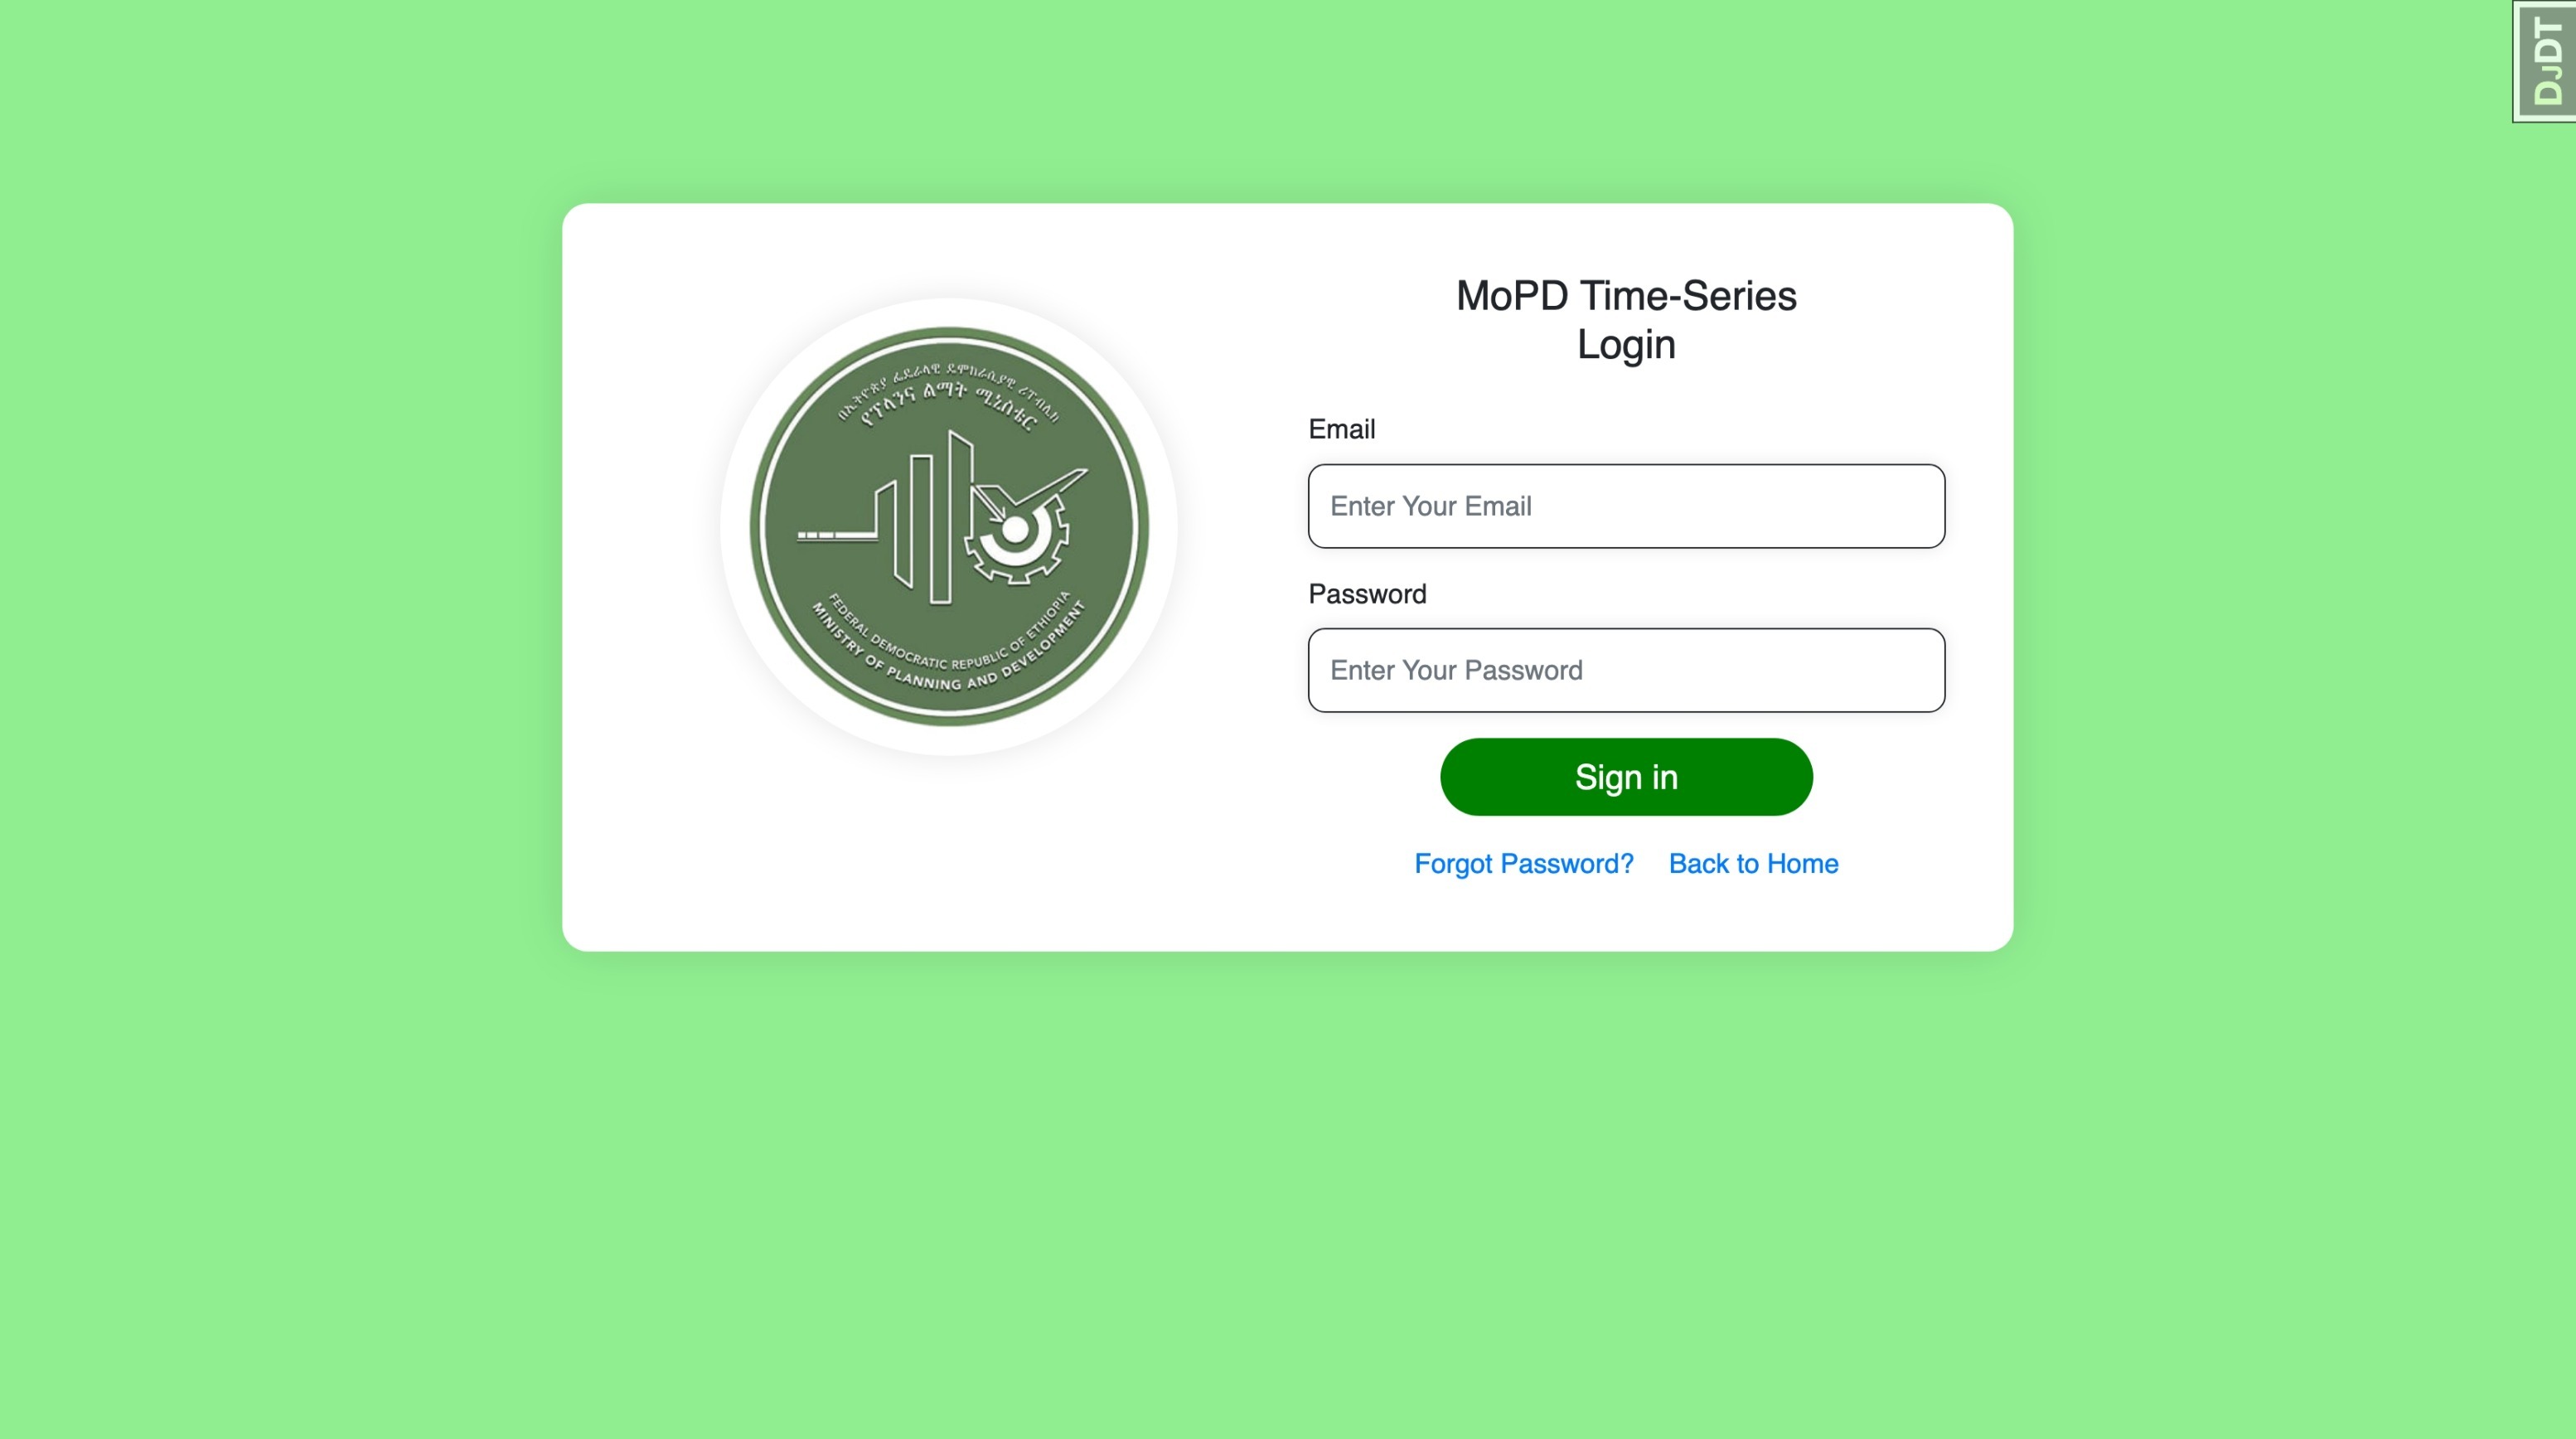 DJDT
በኢትዮጵያ ፌዴራላዊ ዴሞክራሲያዊ ሪፐብሊክ
የፕላንና ልማት ሚኒስቴር
FEDERAL DEMOCRATIC REPUBLIC OF ETHIOPIA
MINISTRY OF PLANNING AND DEVELOPMENT
MoPD Time-Series
Login
Email
Enter Your Email
Password
Enter Your Password
Sign in
Forgot Password? Back to Home